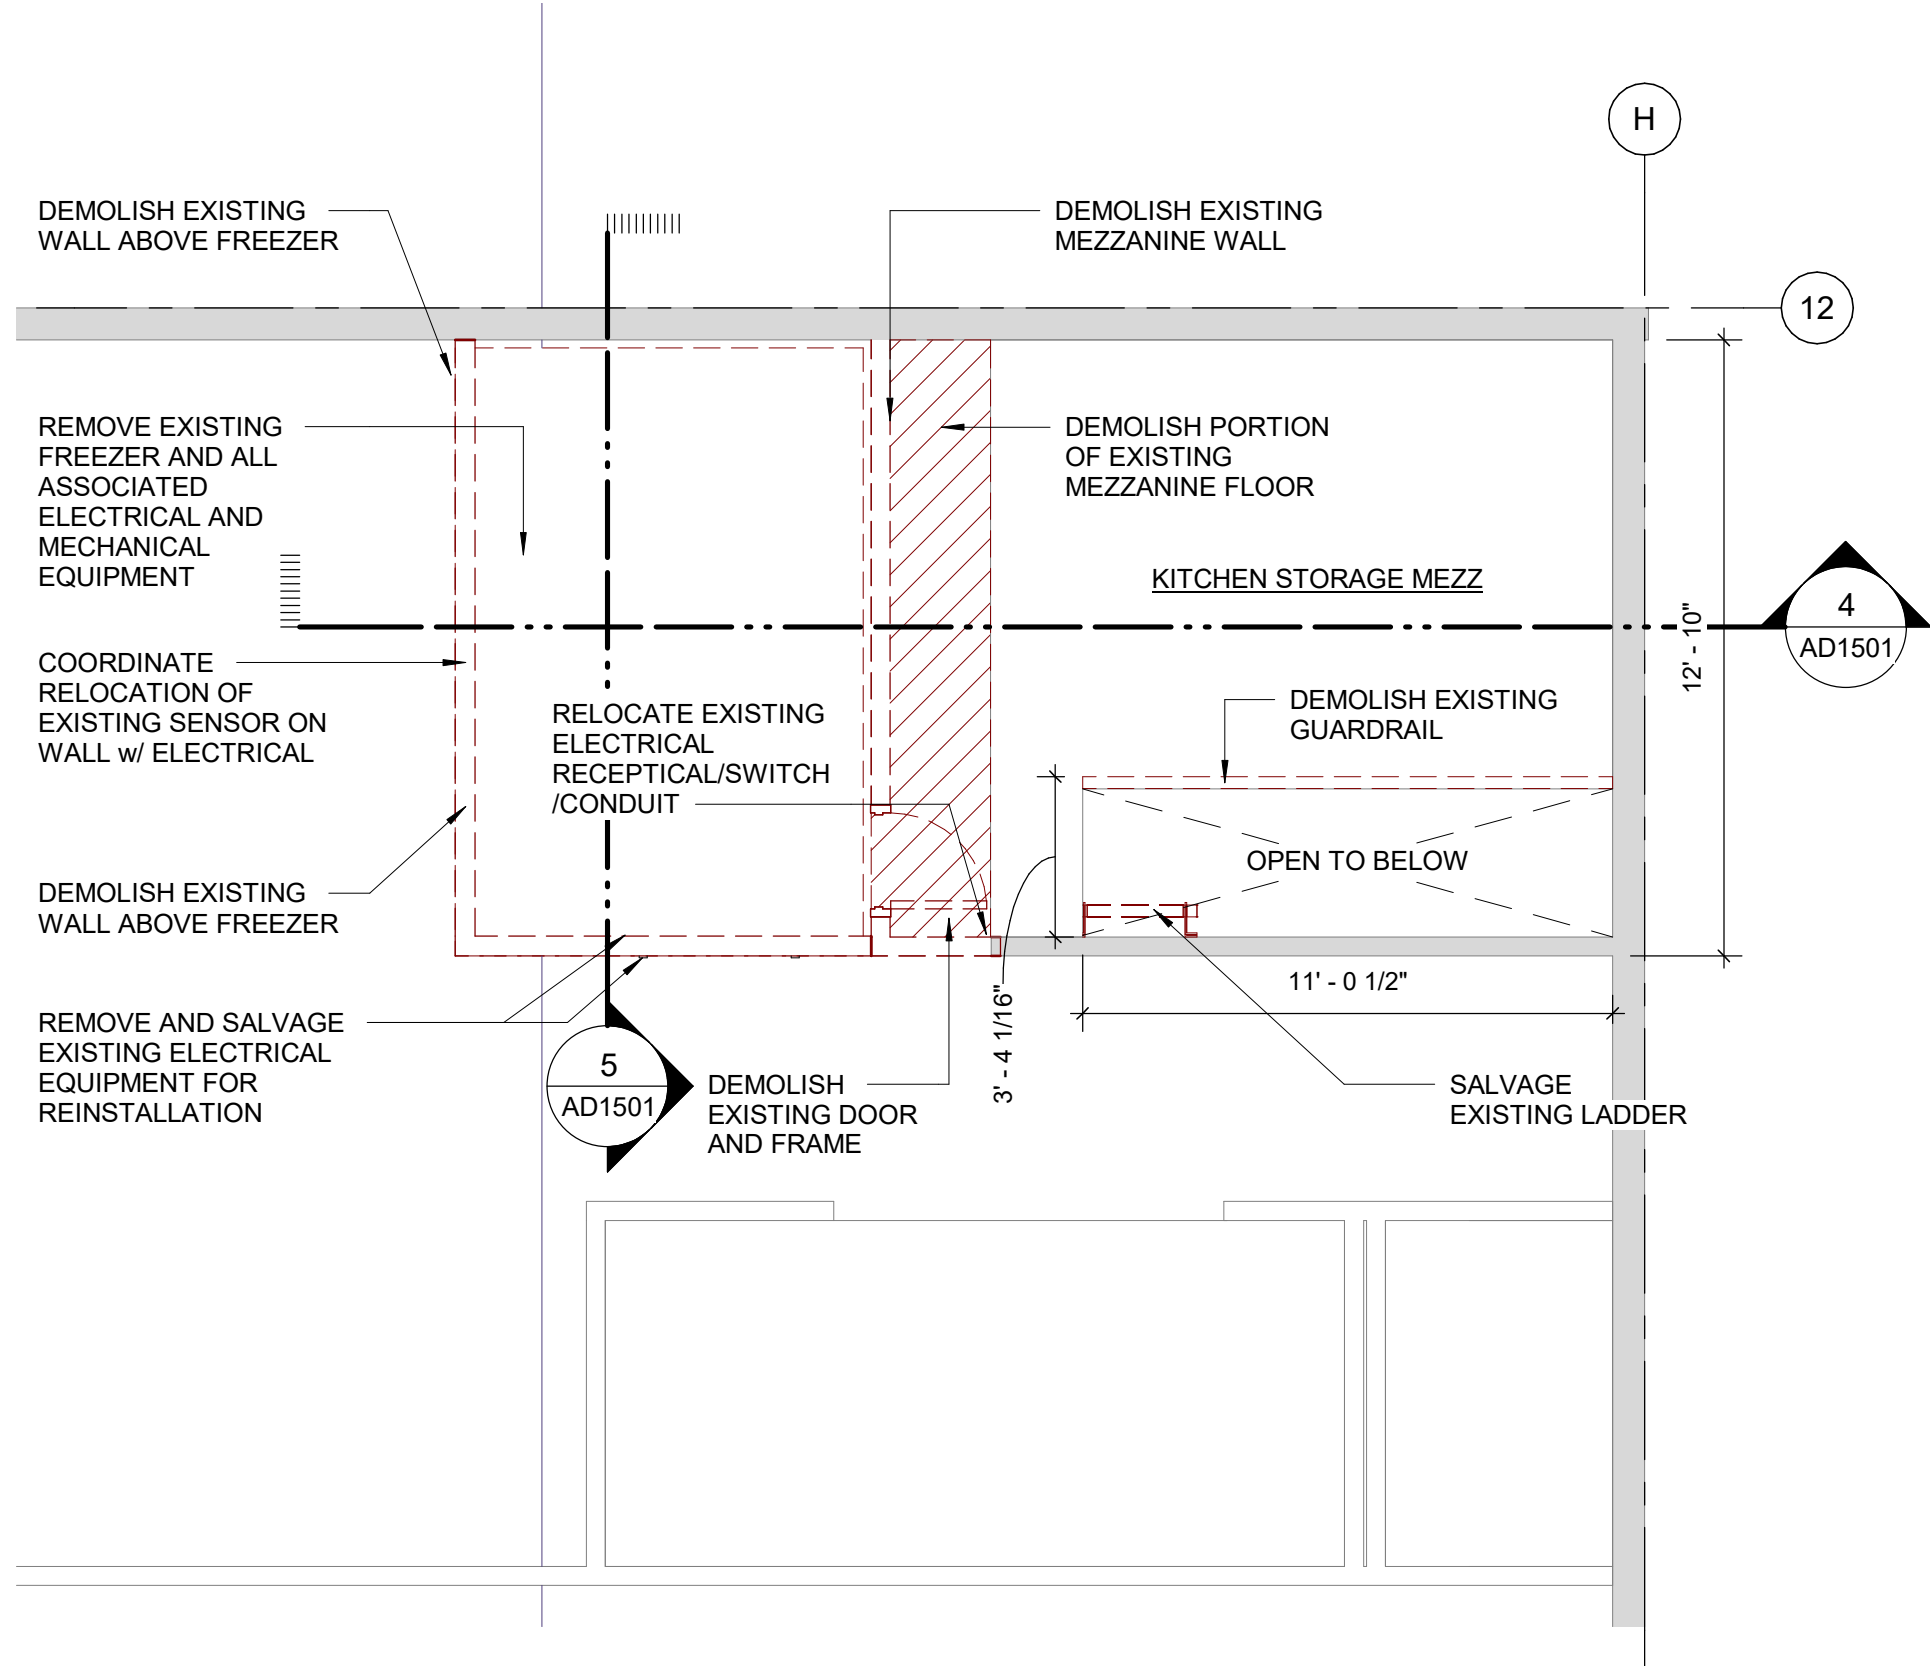 H
DEMOLISH EXISTING
WALL ABOVE FREEZER
DEMOLISH EXISTING
MEZZANINE WALL
12
REMOVE EXISTING
FREEZER AND ALL
ASSOCIATED
ELECTRICAL AND
MECHANICAL
EQUIPMENT
DEMOLISH PORTION
OF EXISTING
MEZZANINE FLOOR
KITCHEN STORAGE MEZZ
4
AD1501
12' - 10"
COORDINATE
RELOCATION OF
EXISTING SENSOR ON
WALL w/ ELECTRICAL
RELOCATE EXISTING
ELECTRICAL
RECEPTICAL/SWITCH
/CONDUIT
DEMOLISH EXISTING
GUARDRAIL
OPEN TO BELOW
DEMOLISH EXISTING
WALL ABOVE FREEZER
11' - 0 1/2"
3' - 4 1/16"
REMOVE AND SALVAGE
EXISTING ELECTRICAL
EQUIPMENT FOR
REINSTALLATION
5
AD1501
DEMOLISH
EXISTING DOOR
AND FRAME
SALVAGE
EXISTING LADDER